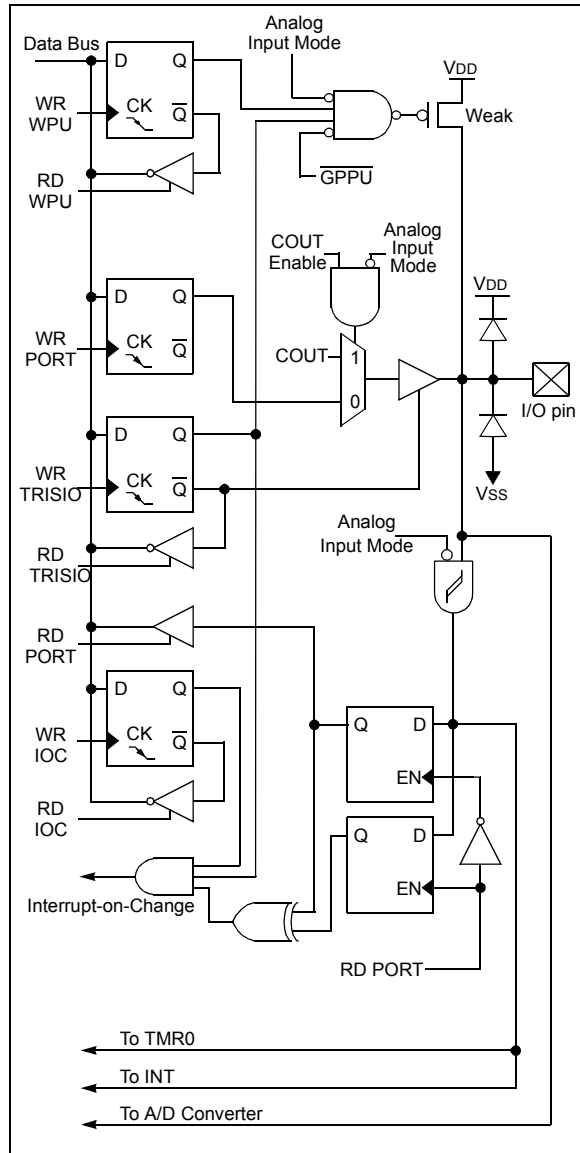 Analog
Input Mode
Data Bus
D Q
VDD
WR
WPU
CK
Q
Weak
RD
WPU
GPPU
COUT
Enable
Analog
Input
Mode
D Q
VDD
WR
PORT
CK
Q
COUT
1
0
I/O pin
D Q
WR
TRISIO
CK
Q
VSS
Analog
Input Mode
RD
TRISIO
RD
PORT
D Q
Q D
WR
IOC
CK
Q
EN
RD
IOC
Q D
EN
Interrupt-on-Change
RD PORT
To TMR0
To INT
To A/D Converter